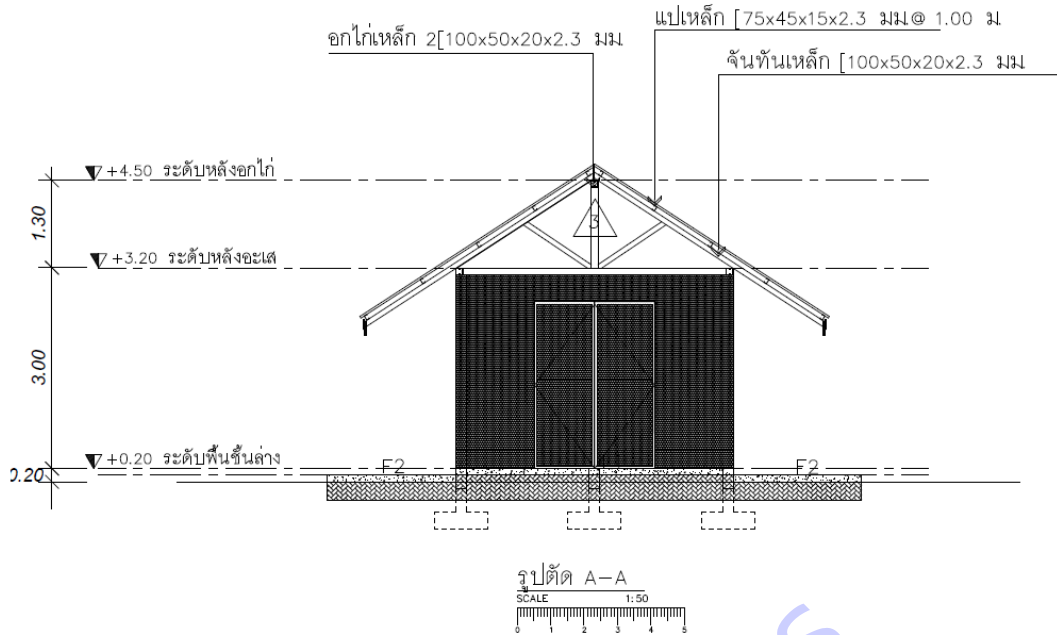 แปเหล็ก [75x45x15x2.3 มม.@ 1.00 ม.
อกไก่เหล็ก 2[100x50x20x2.3 มม.
จันทันเหล็ก [100x50x20x2.3 มม.
+4.50 ระดับหลังอกไก่
1.30
3
+3.20 ระดับหลังอะเส
3.00
+0.20 ระดับพื้นชั้นล่าง
0.20
F2 F2
รูปตัด A-A
SCALE 1:50
0 1 2 3 4 5